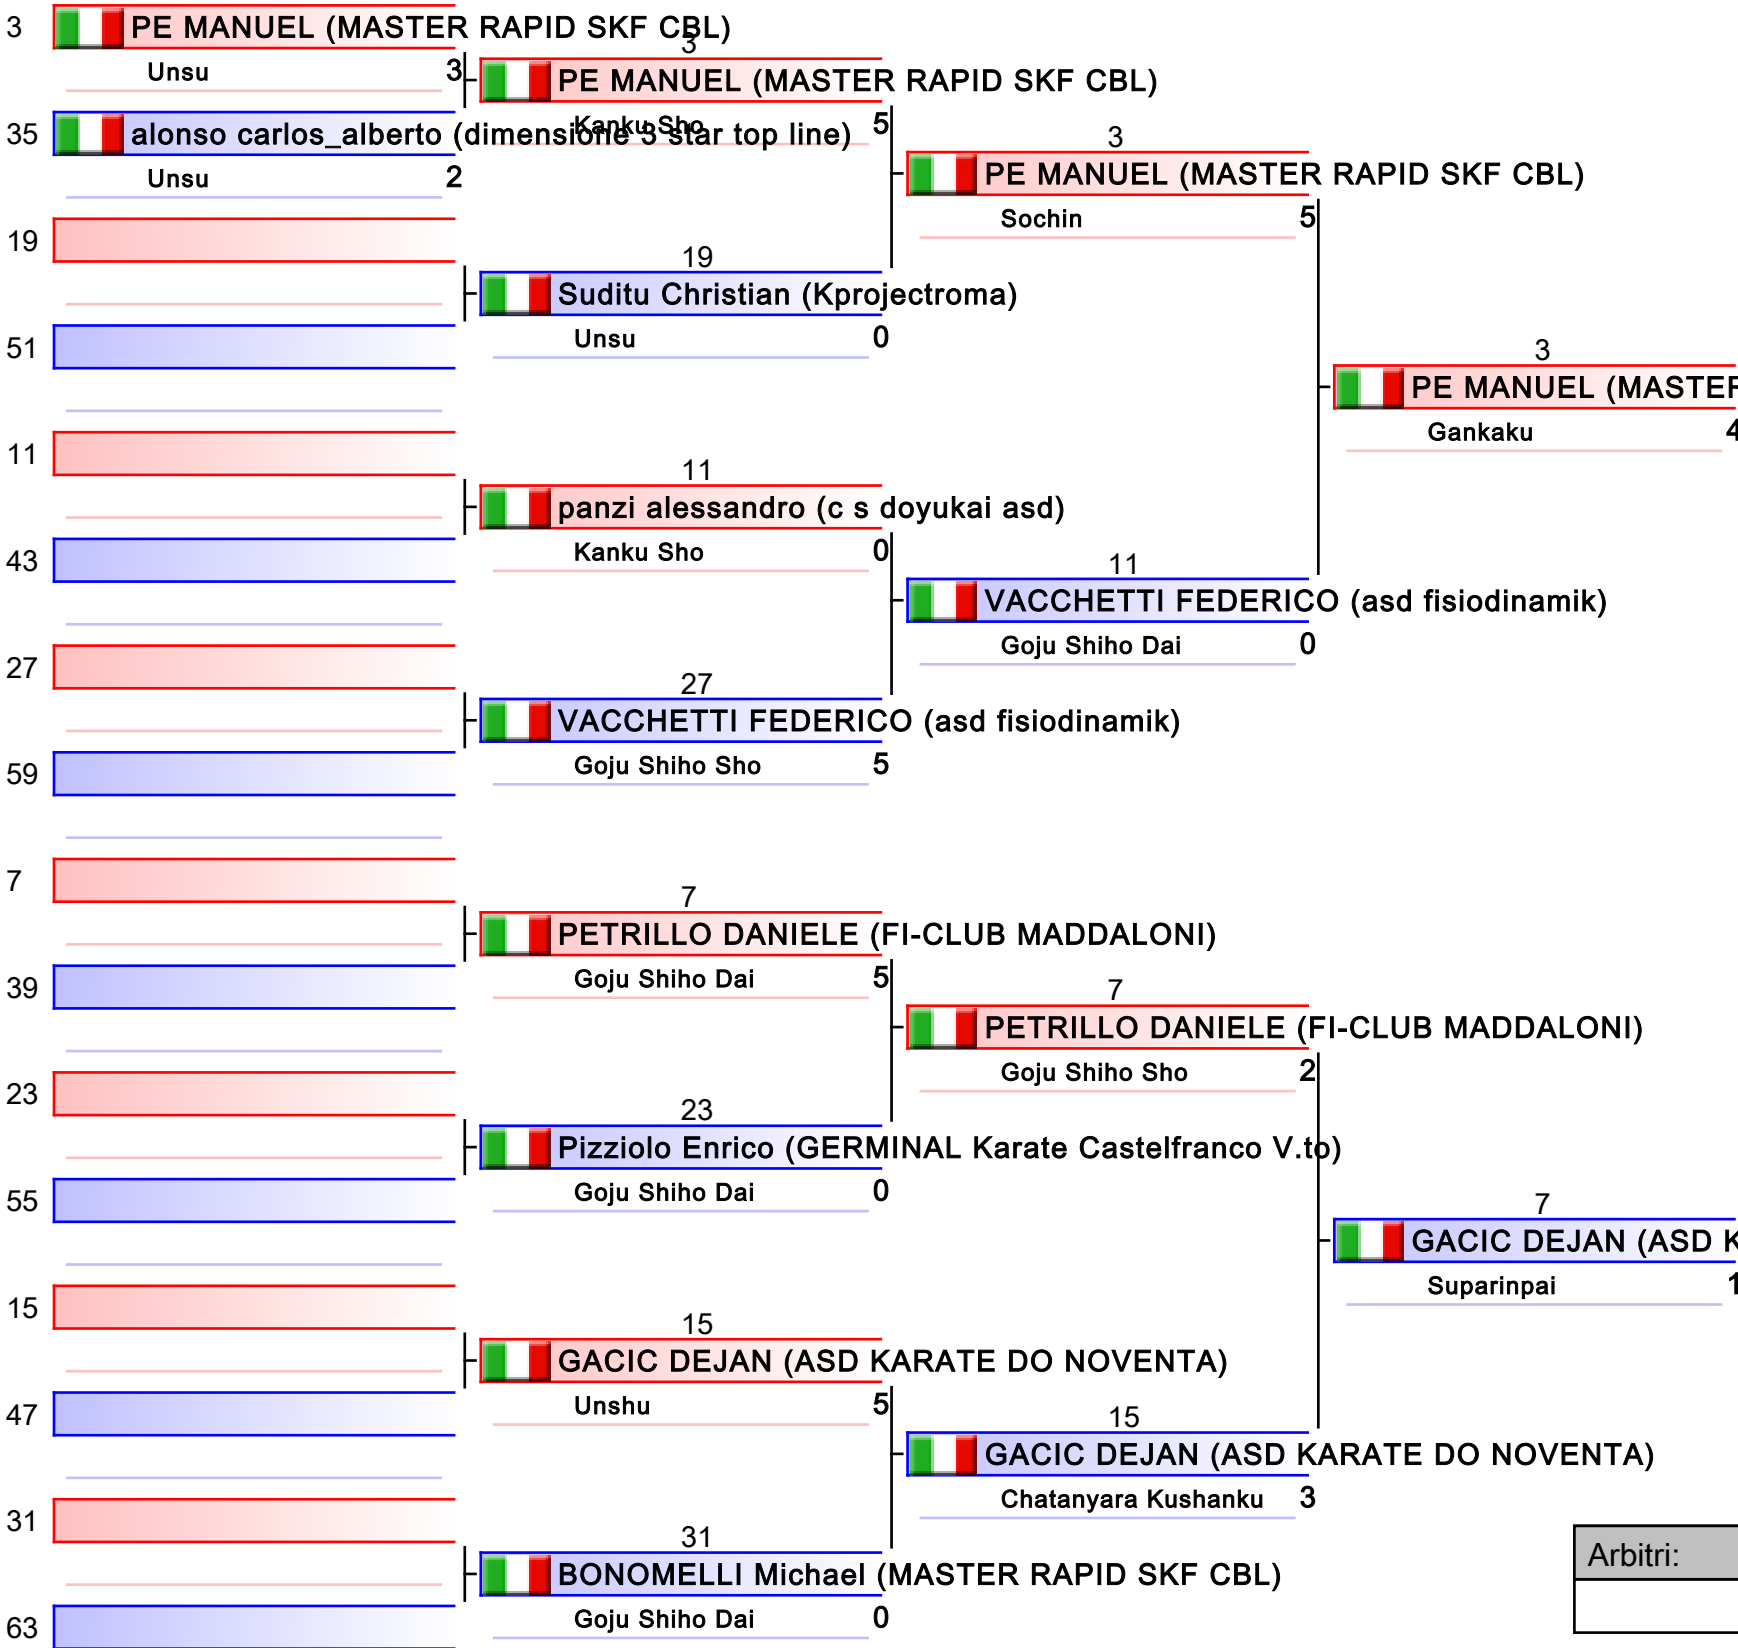 3 PE MANUEL (MASTER RAPID SKF CBL)
Unsu 3
35 alonso carlos_alberto (dimensione 3 star top line)
Unsu 2
19
51
11
43
27
59
7
39
23
55
15
47
31
63
3
PE MANUEL (MASTER RAPID SKF CBL)
Kanku Sho 5
19
Suditu Christian (Kprojectroma)
Unsu 0
11
panzi alessandro (c s doyukai asd)
Kanku Sho 0
27
VACCHETTI FEDERICO (asd fisiodinamik)
Goju Shiho Sho 5
7
PETRILLO DANIELE (FI-CLUB MADDALONI)
Goju Shiho Dai 5
23
Pizziolo Enrico (GERMINAL Karate Castelfranco V.to)
Goju Shiho Dai 0
15
GACIC DEJAN (ASD KARATE DO NOVENTA)
Unshu 5
31
BONOMELLI Michael (MASTER RAPID SKF CBL)
Goju Shiho Dai 0
3
PE MANUEL (MASTER RAPID SKF CBL)
Sochin 5
11
VACCHETTI FEDERICO (asd fisiodinamik)
Goju Shiho Dai 0
7
PETRILLO DANIELE (FI-CLUB MADDALONI)
Goju Shiho Sho 2
15
GACIC DEJAN (ASD KARATE DO NOVENTA)
Chatanyara Kushanku 3
3
PE MANUEL (MASTER
Gankaku 4
7
GACIC DEJAN (ASD K
Suparinpai 1
Arbitri: